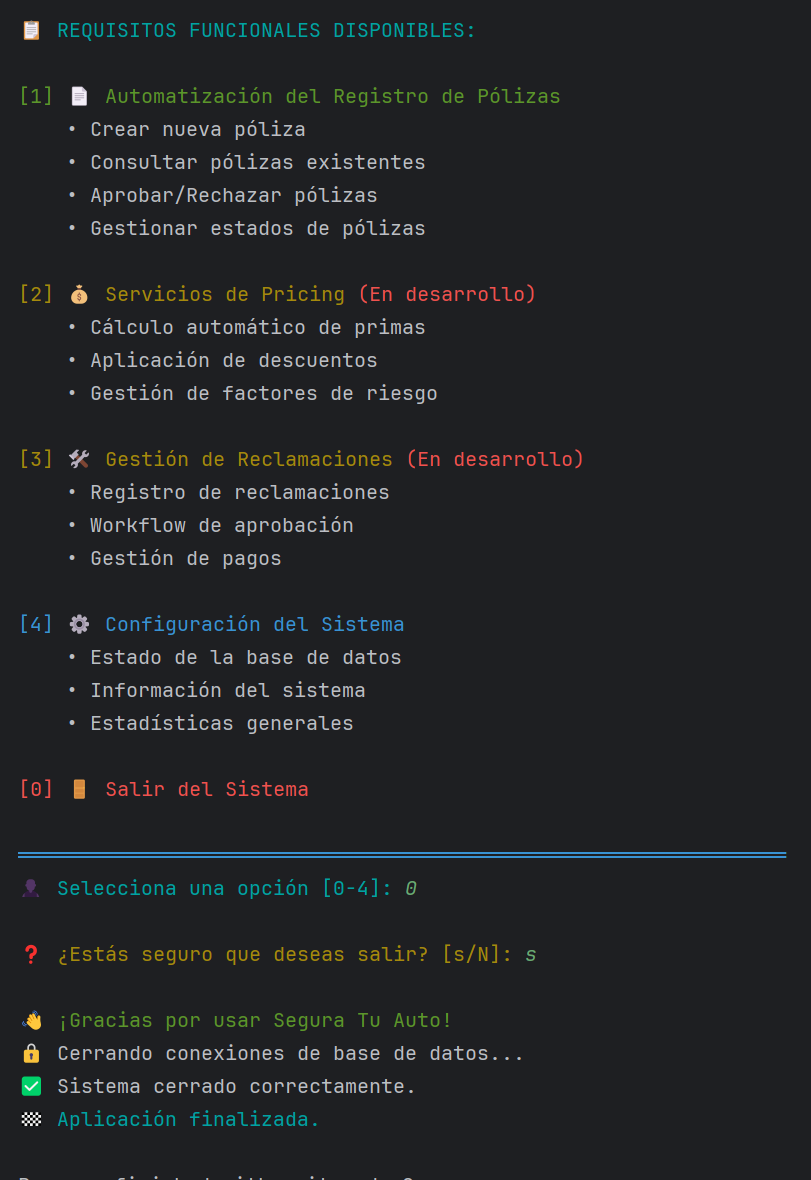 📋 REQUISITOS FUNCIONALES DISPONIBLES:
[1] 📄 Automatización del Registro de Pólizas
• Crear nueva póliza
• Consultar pólizas existentes
• Aprobar/Rechazar pólizas
• Gestionar estados de pólizas
[2] 💰 Servicios de Pricing (En desarrollo)
• Cálculo automático de primas
• Aplicación de descuentos
• Gestión de factores de riesgo
[3] 🛠️ Gestión de Reclamaciones (En desarrollo)
• Registro de reclamaciones
• Workflow de aprobación
• Gestión de pagos
[4] ⚙️ Configuración del Sistema
• Estado de la base de datos
• Información del sistema
• Estadísticas generales
[0] 🚪 Salir del Sistema
👤 Selecciona una opción [0-4]: 0
❓ ¿Estás seguro que deseas salir? [s/N]: s
👋 ¡Gracias por usar Segura Tu Auto!
🔒 Cerrando conexiones de base de datos...
✅ Sistema cerrado correctamente.
🏁 Aplicación finalizada.